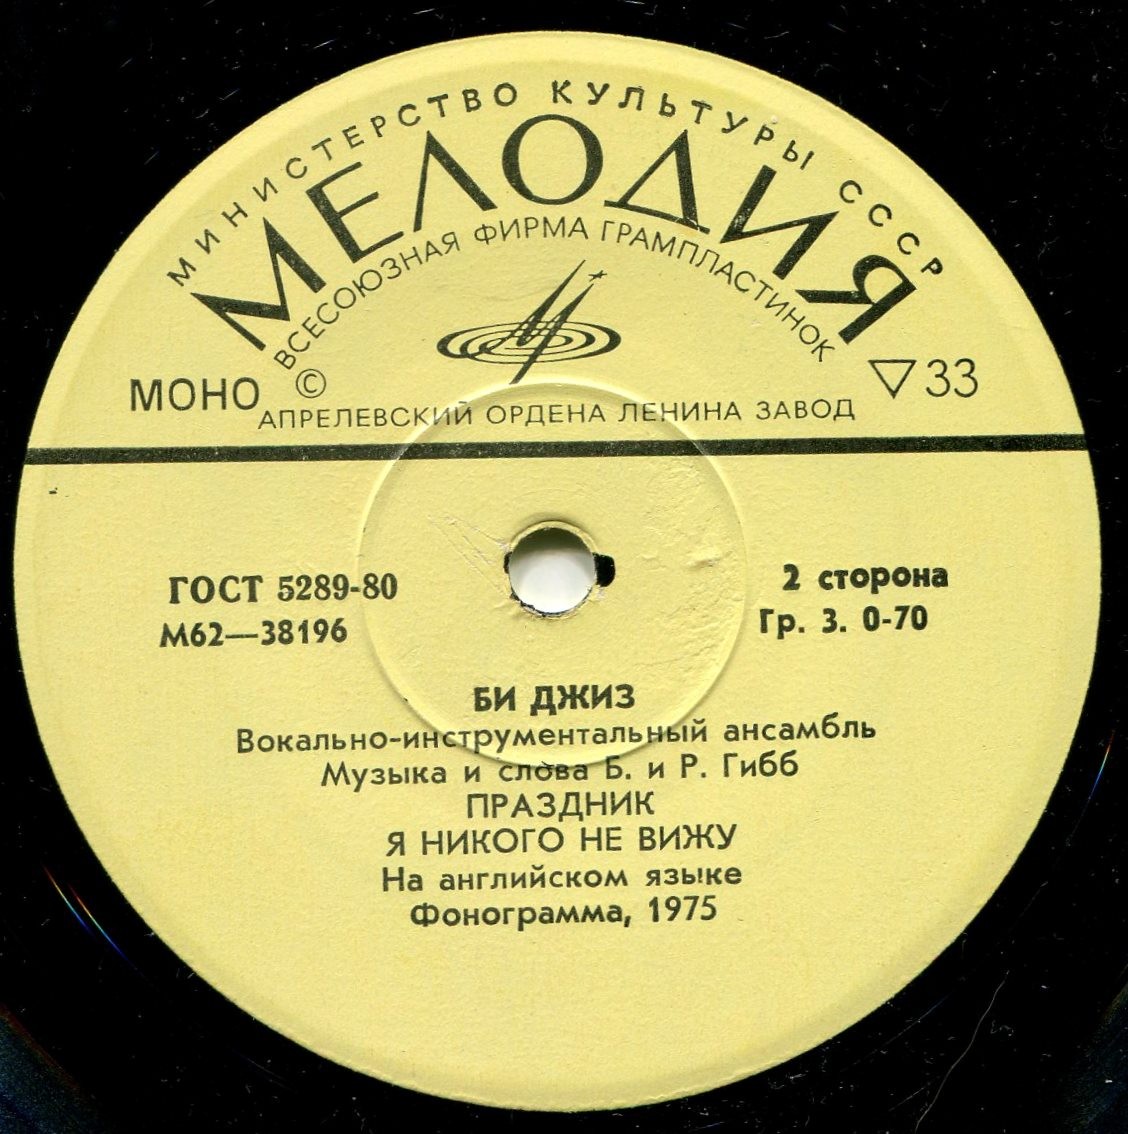 МИНИСТЕРСТВО КУЛЬТУРЫ СССР
МЕЛОДИЯ
ВСЕСОЮЗНАЯ ФИРМА ГРАМПЛАСТИНОК
МОНО
©
▽33
АПРЕЛЕВСКИЙ ОРДЕНА ЛЕНИНА ЗАВОД
ГОСТ 5289-80
М62—38196
2 сторона
Гр. 3. 0-70
БИ ДЖИЗ
Вокально-инструментальный ансамбль
Музыка и слова Б. и Р. Гибб
ПРАЗДНИК
Я НИКОГО НЕ ВИЖУ
На английском языке
Фонограмма, 1975